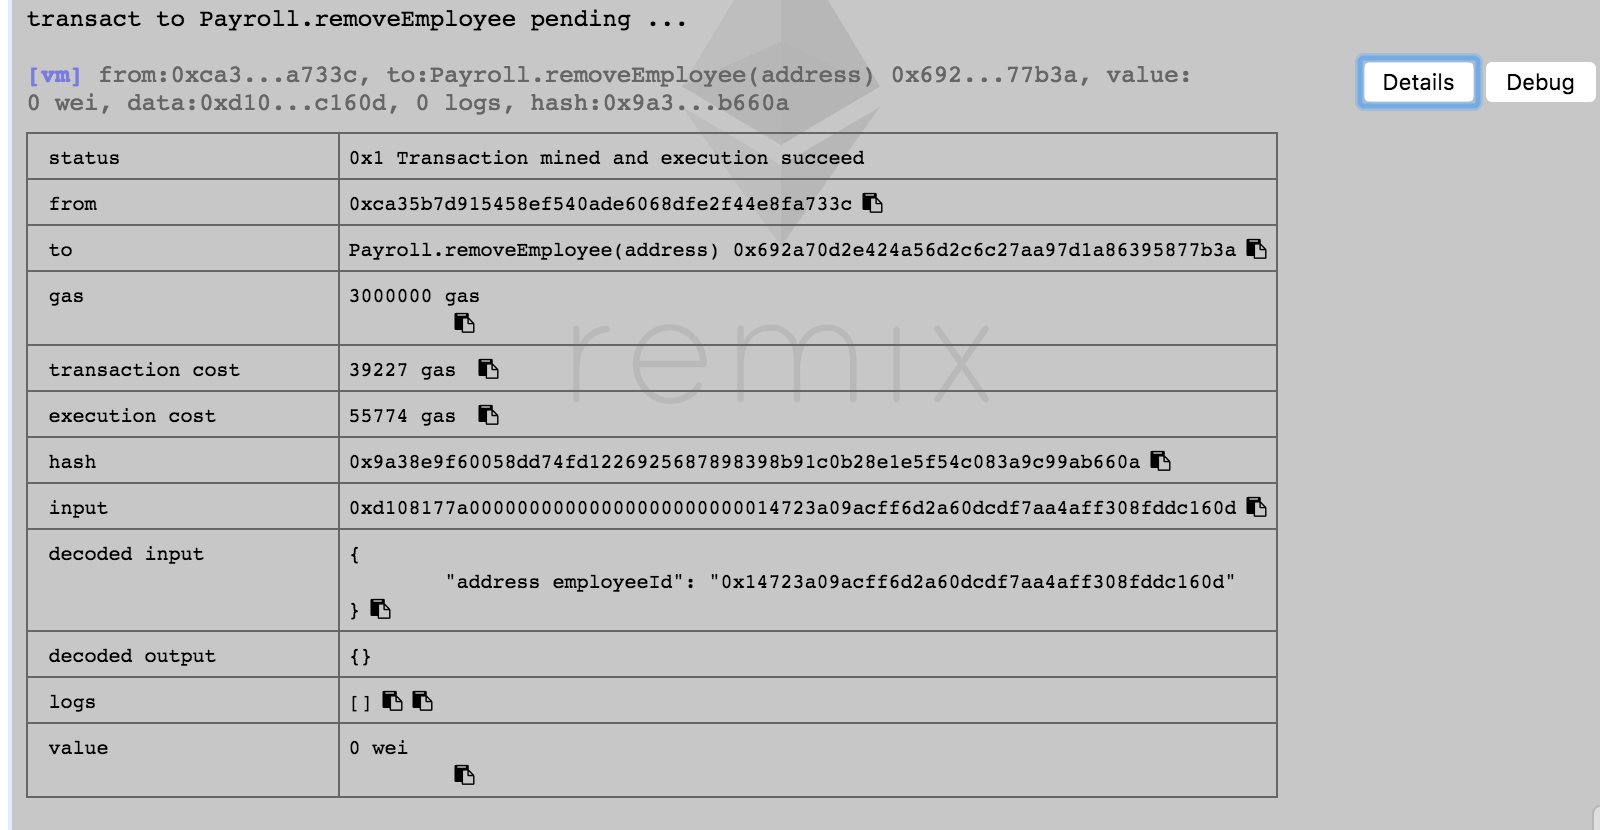 transact to Payroll.removeEmployee pending ...
[vm] from:0xca3...a733c, to:Payroll.removeEmployee(address) 0x692...77b3a, value:
0 wei, data:0xd10...c160d, 0 logs, hash:0x9a3...b660a
Details Debug
status 0x1 Transaction mined and execution succeed
from 0xca35b7d915458ef540ade6068dfe2f44e8fa733c
to Payroll.removeEmployee(address) 0x692a70d2e424a56d2c6c27aa97d1a86395877b3a
gas 3000000 gas
remix
transaction cost 39227 gas
execution cost 55774 gas
hash 0x9a38e9f60058dd74fd1226925687898398b91c0b28e1e5f54c083a9c99ab660a
input 0xd108177a00000000000000000000000014723a09acff6d2a60dcdf7aa4aff308fddc160d
decoded input {
"address employeeId": "0x14723a09acff6d2a60dcdf7aa4aff308fddc160d"
}
decoded output {}
logs []
value 0 wei